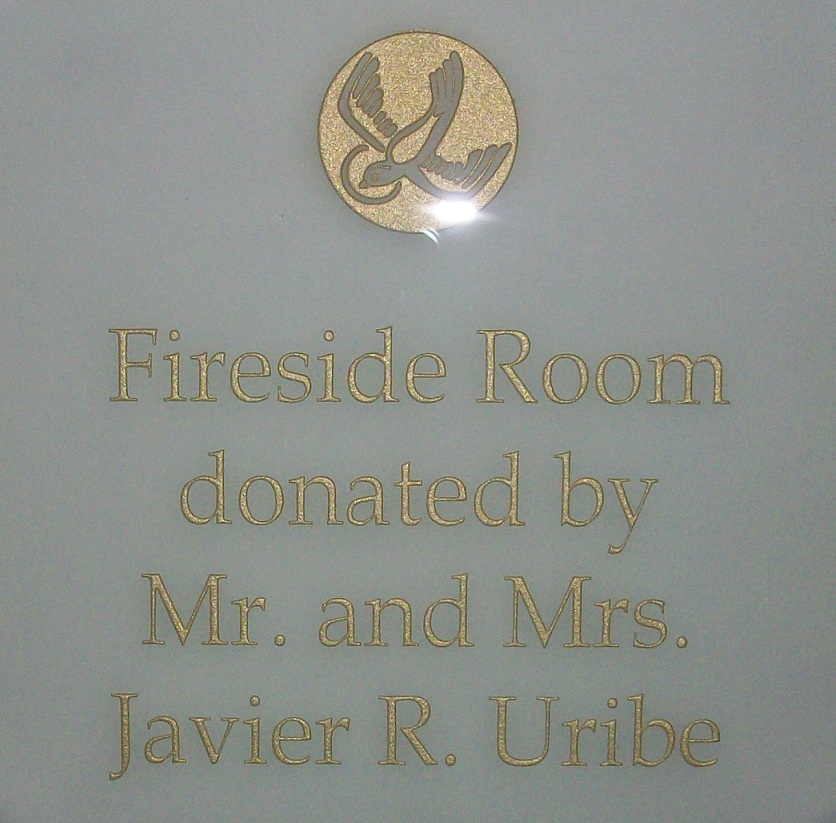 Fireside Room
donated by
Mr. and Mrs.
Javier R. Uribe